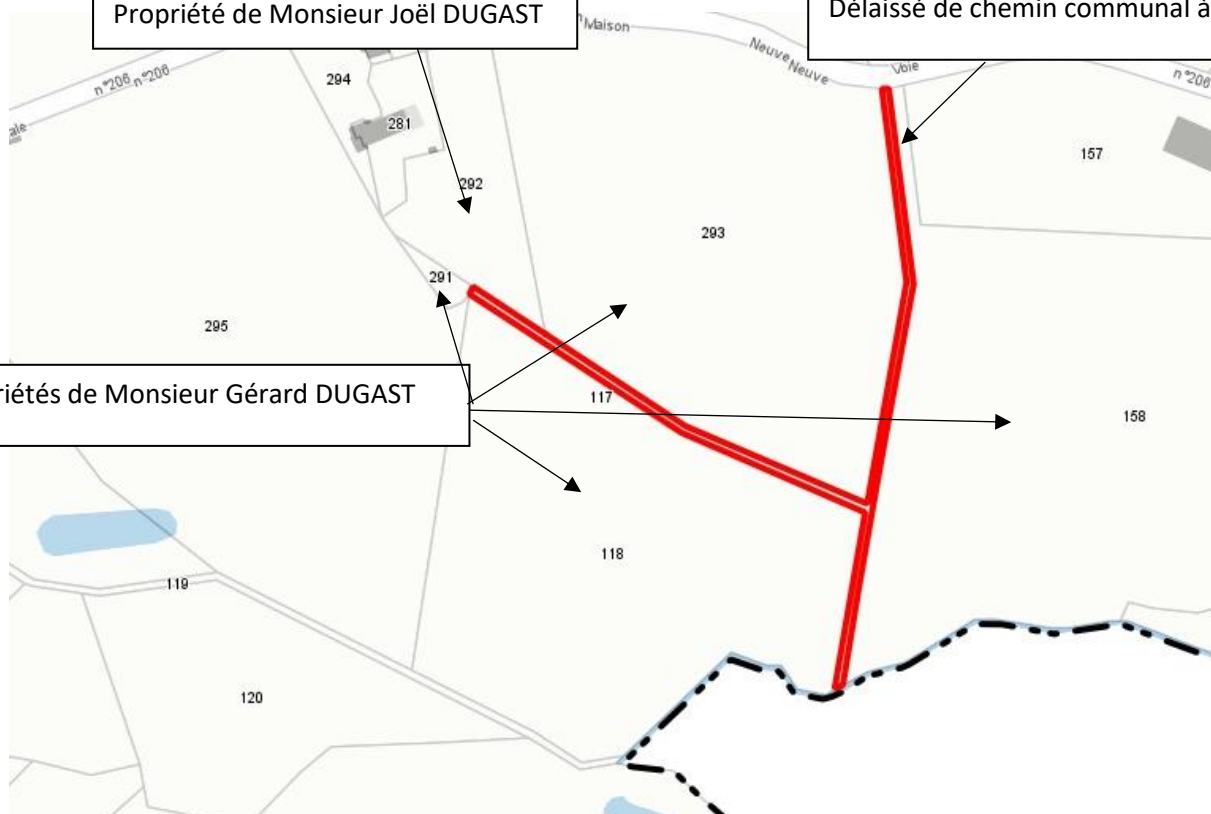 Propriété de Monsieur Joël DUGAST
Délaissé de chemin communal à
Maison
Neuve
Neuve
Voie
n°206
n°206
n°206
ale
294
281
292
157
293
291
295
riétés de Monsieur Gérard DUGAST
117
158
118
119
120